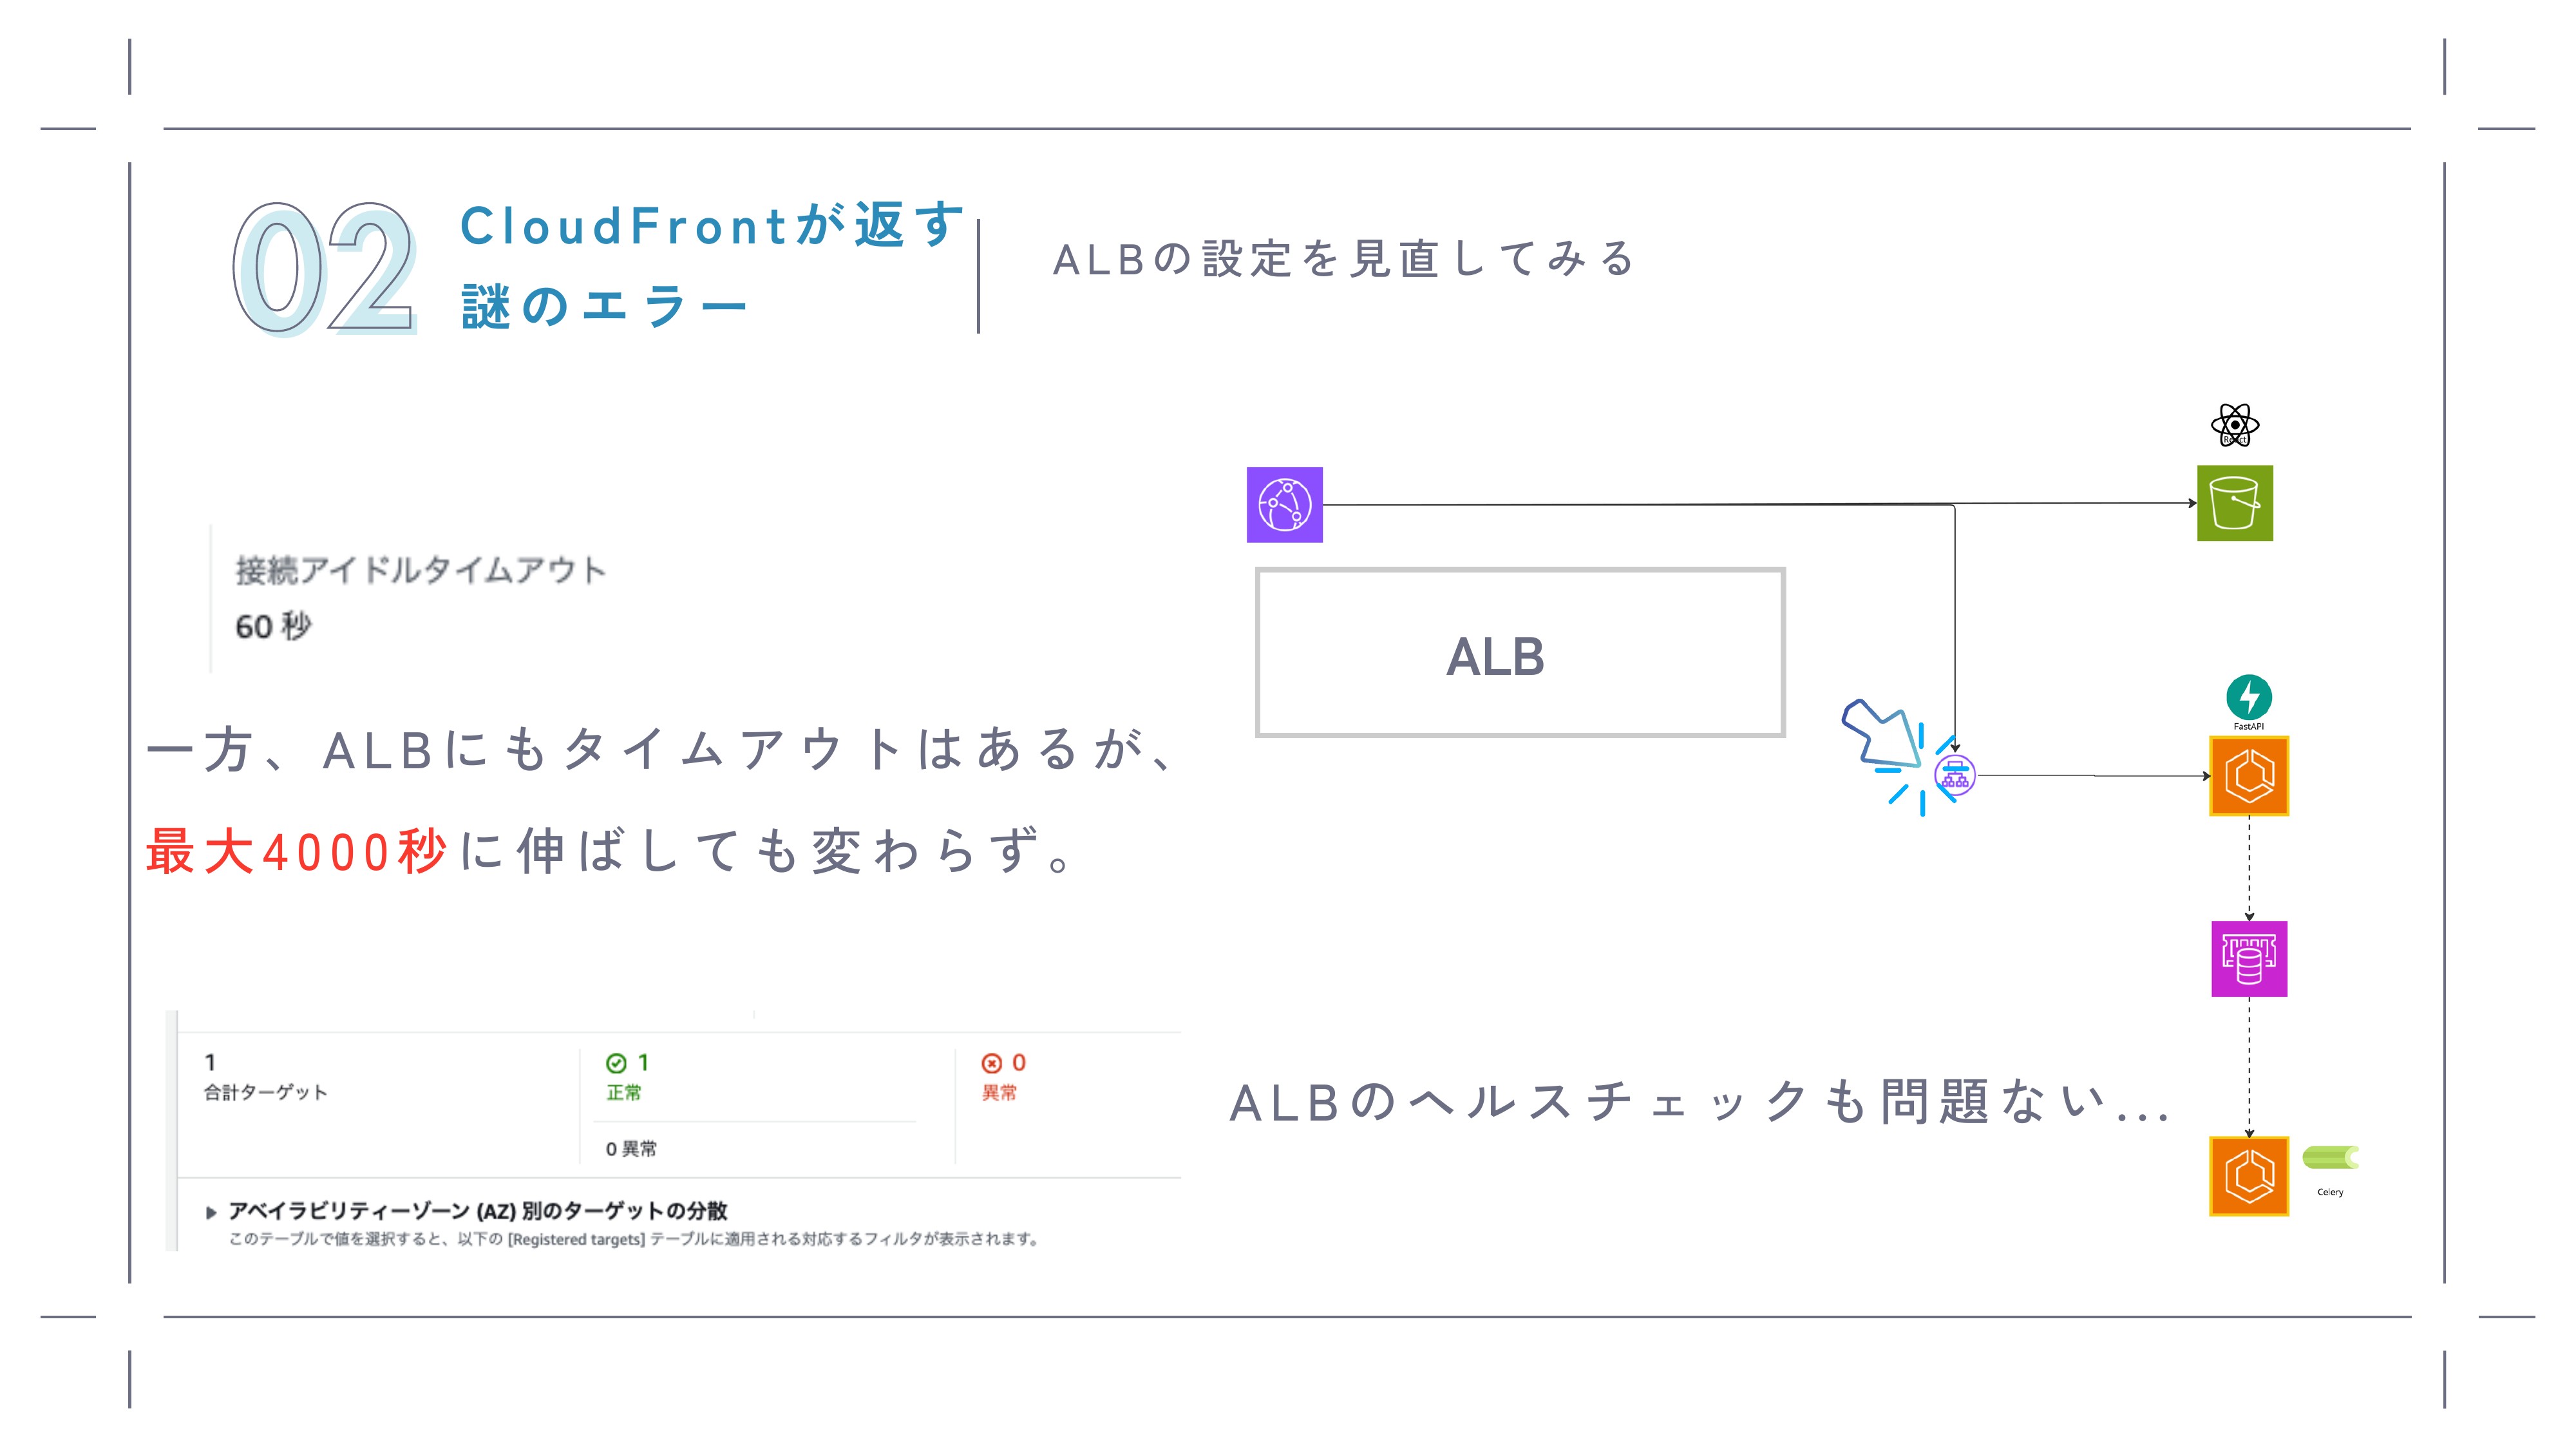 02
CloudFrontが返す
謎のエラー
ALBの設定を見直してみる
接続アイドルタイムアウト
60 秒
一方、ALBにもタイムアウトはあるが、
最大4000秒に伸ばしても変わらず。
React
ALB
FastAPI
1
合計ターゲット
1
正常
0 異常
0
異常
アベイラビリティーゾーン (AZ) 別のターゲットの分散
このテーブルで値を選択すると、以下の [Registered targets] テーブルに適用される対応するフィルタが表示されます。
ALBのヘルスチェックも問題ない...
Celery